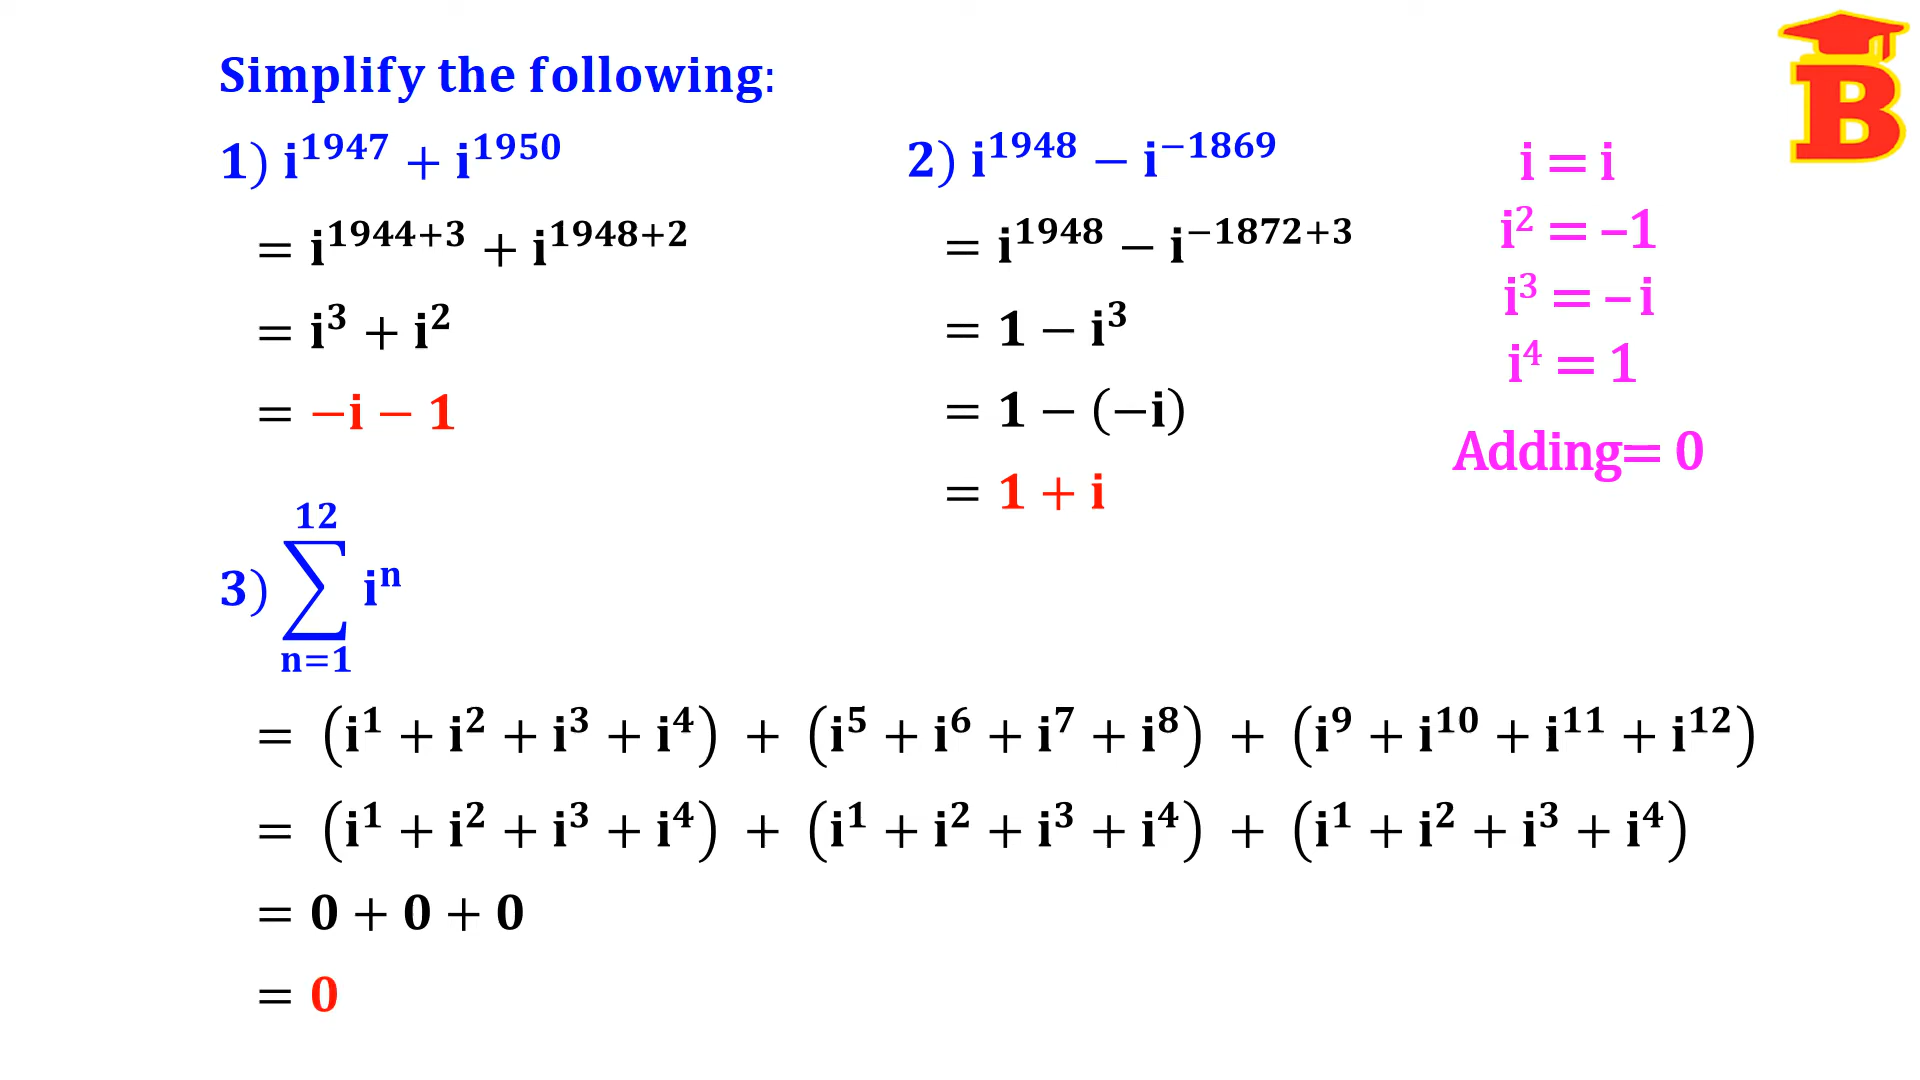 Simplify the following:
1) i^1947 + i^1950
= i^1944+3 + i^1948+2
= i^3 + i^2
= −i − 1
2) i^1948 − i^−1869
= i^1948 − i^−1872+3
= 1 − i^3
= 1 − (−i)
= 1 + i
i = i
i^2 = –1
i^3 = – i
i^4 = 1
Adding= 0
B
12
3) ∑ i^n
n=1
= (i^1 + i^2 + i^3 + i^4) + (i^5 + i^6 + i^7 + i^8) + (i^9 + i^10 + i^11 + i^12)
= (i^1 + i^2 + i^3 + i^4) + (i^1 + i^2 + i^3 + i^4) + (i^1 + i^2 + i^3 + i^4)
= 0 + 0 + 0
= 0